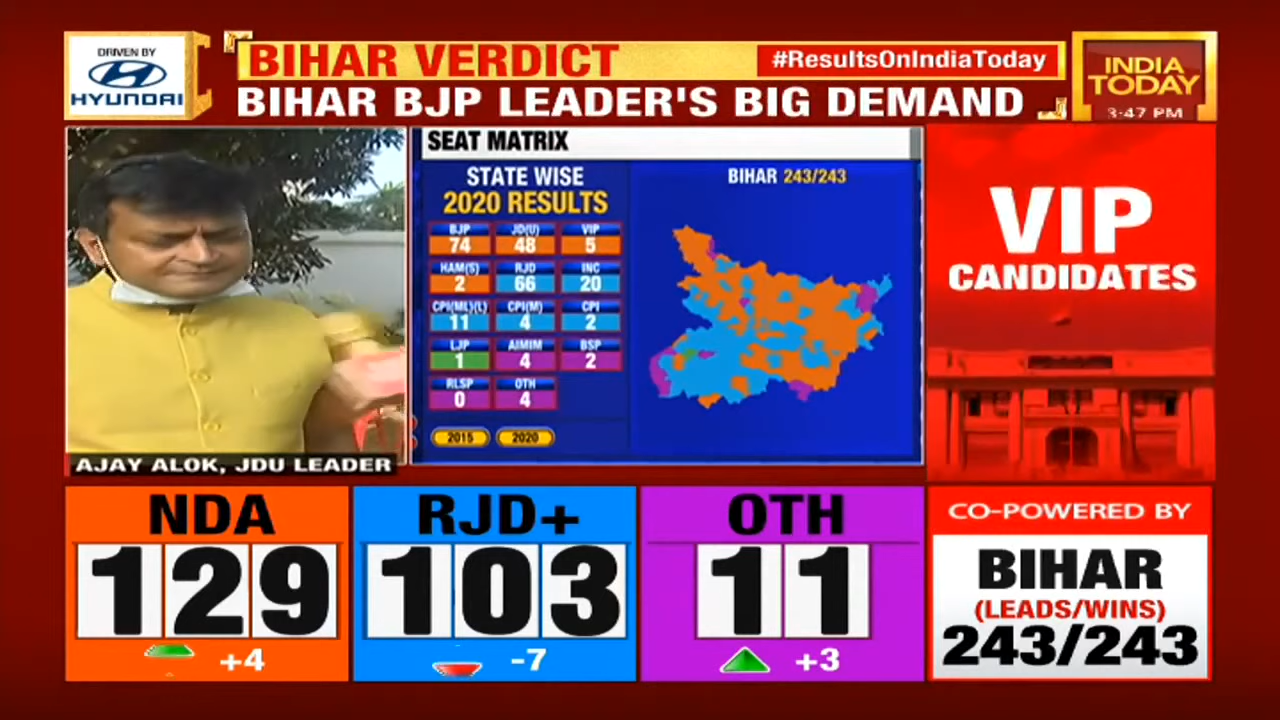 DRIVEN BY
HYUNDAI
BIHAR VERDICT
#ResultsOnIndiaToday
BIHAR BJP LEADER'S BIG DEMAND
INDIA
TODAY
3:47 PM
SEAT MATRIX
STATE WISE
2020 RESULTS
BJP JD(U) VIP
74 48 5
HAM(S) RJD INC
2 66 20
CPI(ML)(L) CPI(M) CPI
11 4 2
LJP AIMIM BSP
1 4 2
RLSP OTH
0 4
2015 2020
BIHAR 243/243
VIP
CANDIDATES
AJAY ALOK, JDU LEADER
NDA
129
+4
RJD+
103
-7
OTH
11
+3
CO-POWERED BY
BIHAR
(LEADS/WINS)
243/243